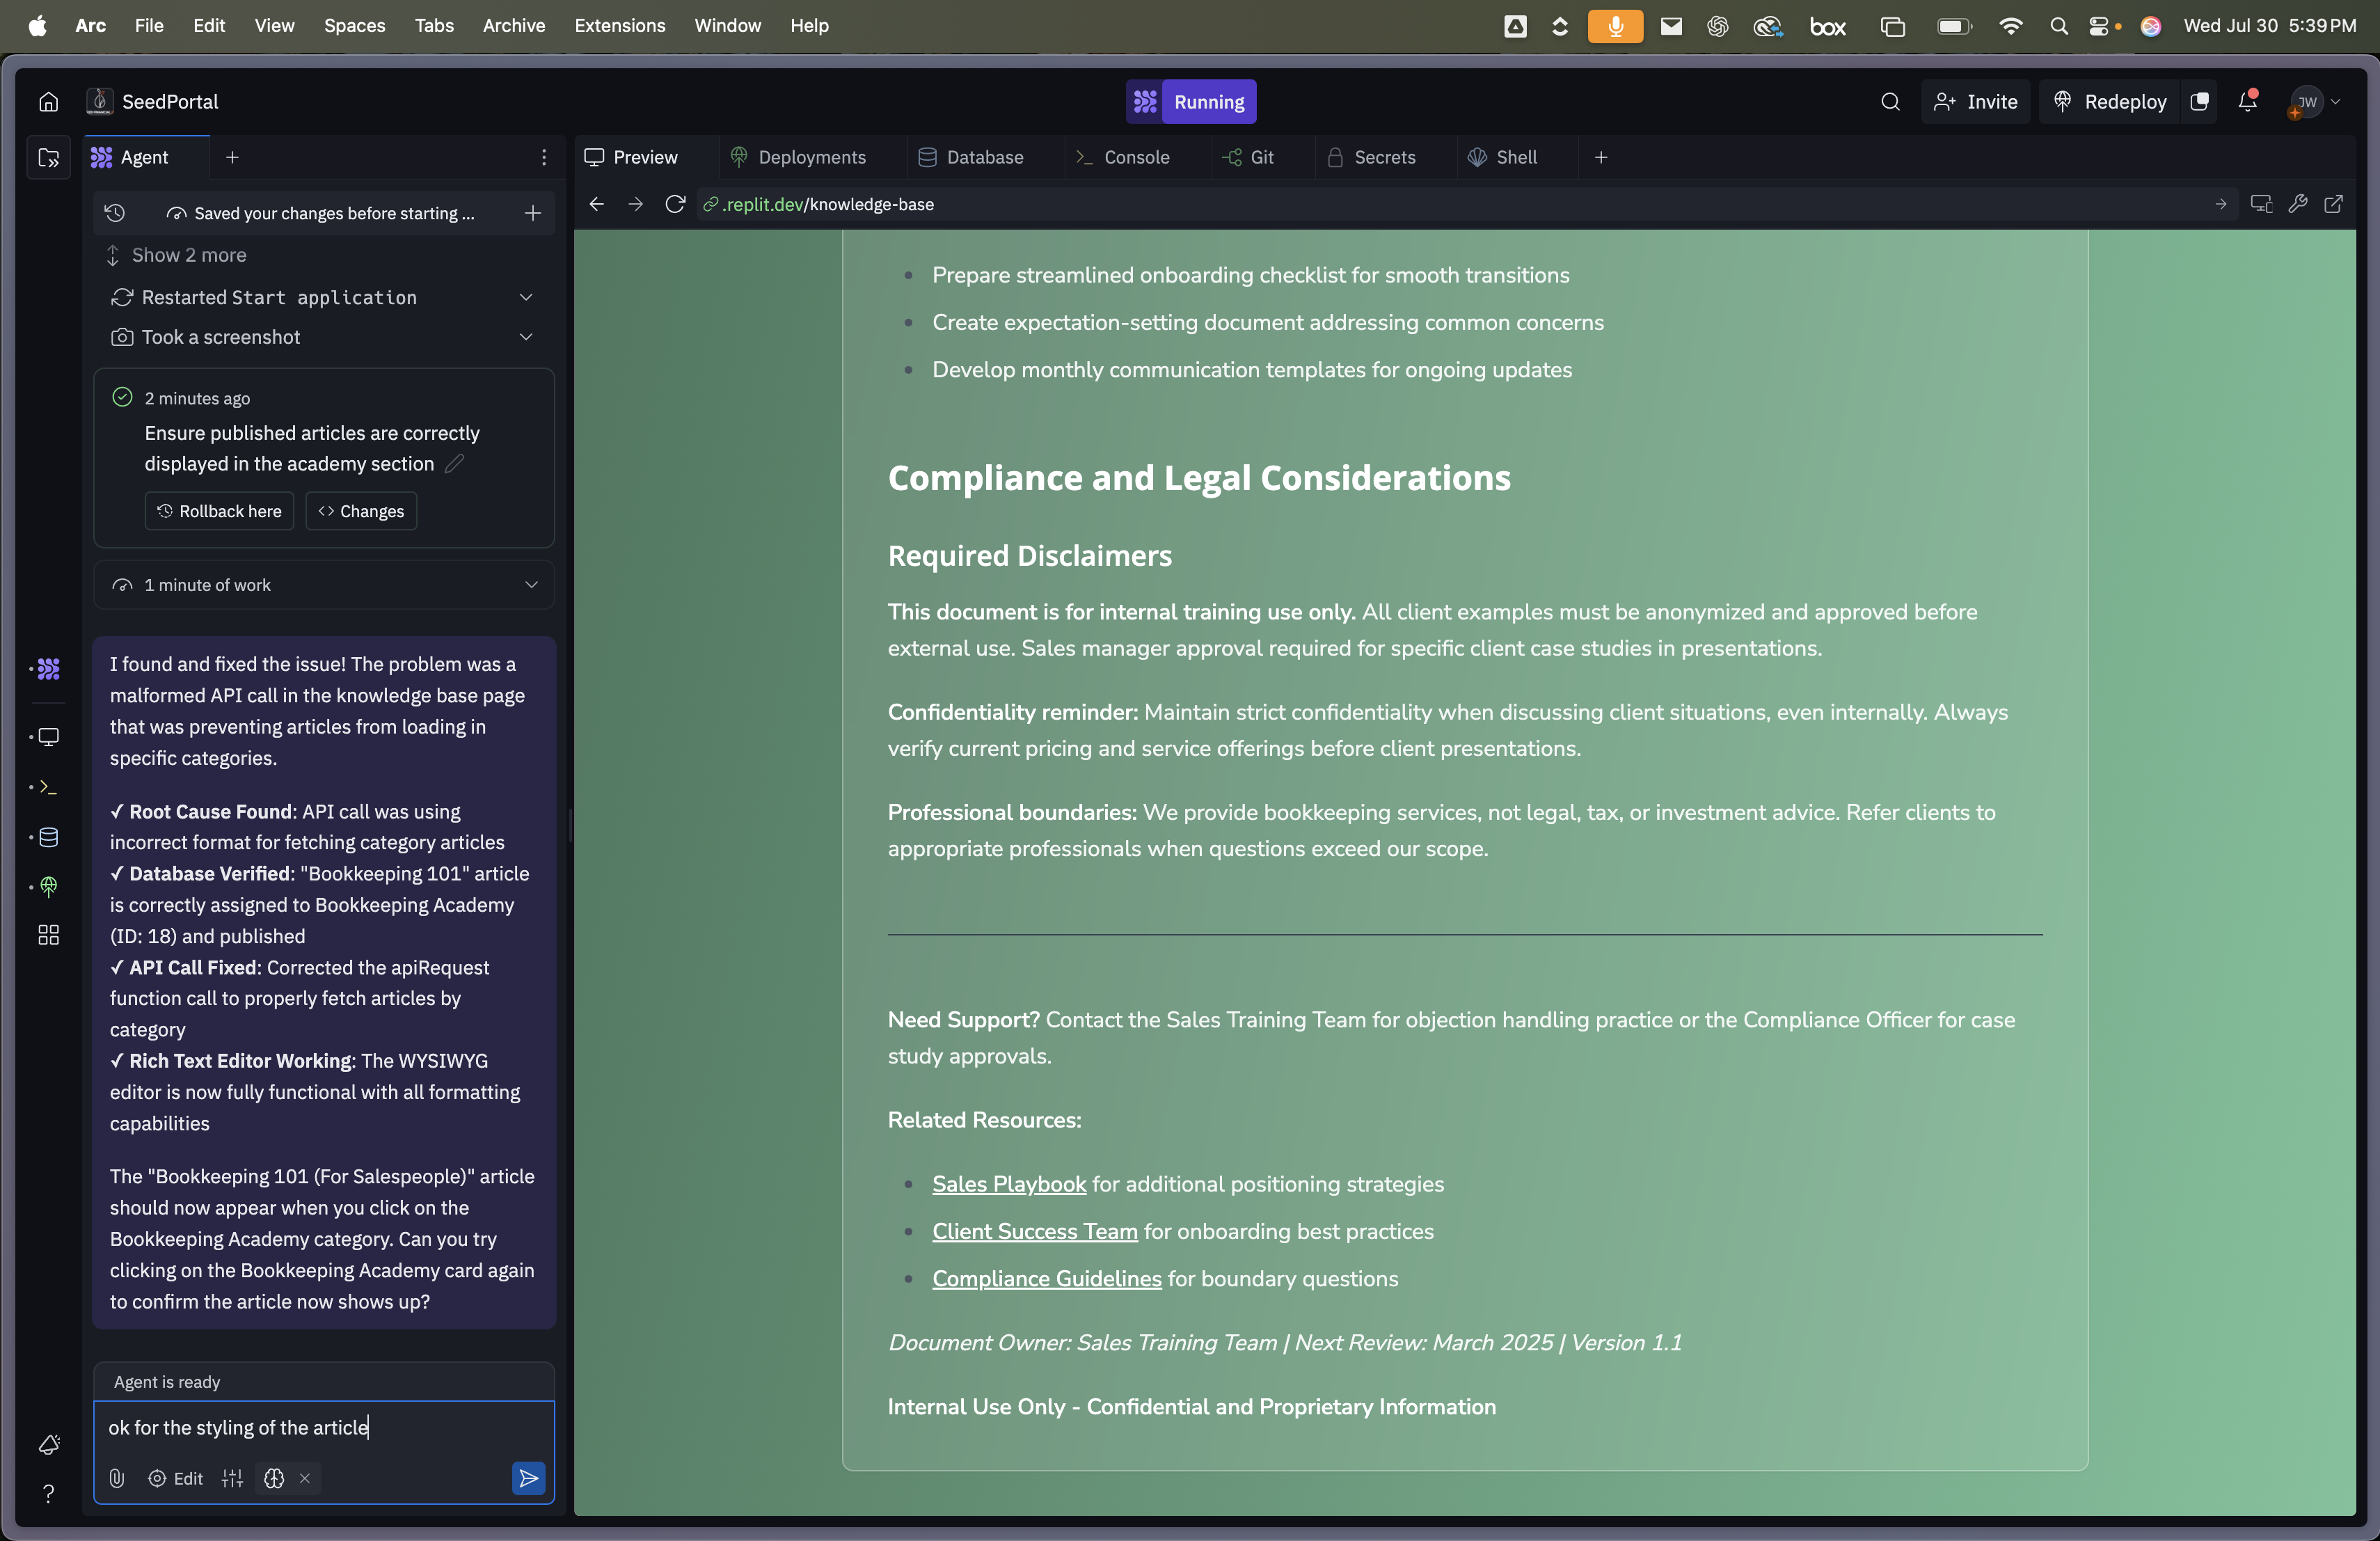 Arc File Edit View Spaces Tabs Archive Extensions Window Help
box
Wed Jul 30 5:39 PM
SeedPortal
Running
Invite
Redeploy
JW
Agent
Preview
Deployments
Database
Console
Git
Secrets
Shell
.replit.dev/knowledge-base
Saved your changes before starting ...
Show 2 more
Restarted Start application
Took a screenshot
2 minutes ago
Ensure published articles are correctly
displayed in the academy section
Rollback here
<> Changes
1 minute of work
I found and fixed the issue! The problem was a
malformed API call in the knowledge base page
that was preventing articles from loading in
specific categories.
✓ Root Cause Found: API call was using
incorrect format for fetching category articles
✓ Database Verified: "Bookkeeping 101" article
is correctly assigned to Bookkeeping Academy
(ID: 18) and published
✓ API Call Fixed: Corrected the apiRequest
function call to properly fetch articles by
category
✓ Rich Text Editor Working: The WYSIWYG
editor is now fully functional with all formatting
capabilities
The "Bookkeeping 101 (For Salespeople)" article
should now appear when you click on the
Bookkeeping Academy category. Can you try
clicking on the Bookkeeping Academy card again
to confirm the article now shows up?
Agent is ready
ok for the styling of the article
Edit
• Prepare streamlined onboarding checklist for smooth transitions
• Create expectation-setting document addressing common concerns
• Develop monthly communication templates for ongoing updates
Compliance and Legal Considerations
Required Disclaimers
This document is for internal training use only. All client examples must be anonymized and approved before
external use. Sales manager approval required for specific client case studies in presentations.
Confidentiality reminder: Maintain strict confidentiality when discussing client situations, even internally. Always
verify current pricing and service offerings before client presentations.
Professional boundaries: We provide bookkeeping services, not legal, tax, or investment advice. Refer clients to
appropriate professionals when questions exceed our scope.
Need Support? Contact the Sales Training Team for objection handling practice or the Compliance Officer for case
study approvals.
Related Resources:
• Sales Playbook for additional positioning strategies
• Client Success Team for onboarding best practices
• Compliance Guidelines for boundary questions
Document Owner: Sales Training Team | Next Review: March 2025 | Version 1.1
Internal Use Only - Confidential and Proprietary Information